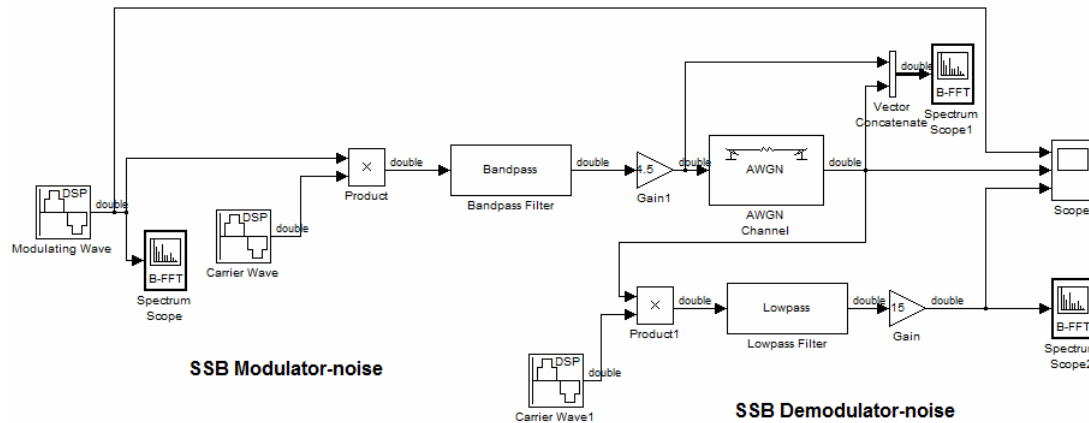 double
B-FFT
Spectrum
Scope1
Vector
Concatenate
×
Product
double
Bandpass
Bandpass Filter
double
4.5
Gain1
double
AWGN
AWGN
Channel
double
Scope
DSP
double
Modulating Wave
B-FFT
Spectrum
Scope
DSP
double
Carrier Wave
×
Product1
double
Lowpass
Lowpass Filter
double
15
Gain
double
B-FFT
Spectru
Scope2
DSP
double
Carrier Wave1
SSB Modulator-noise
SSB Demodulator-noise